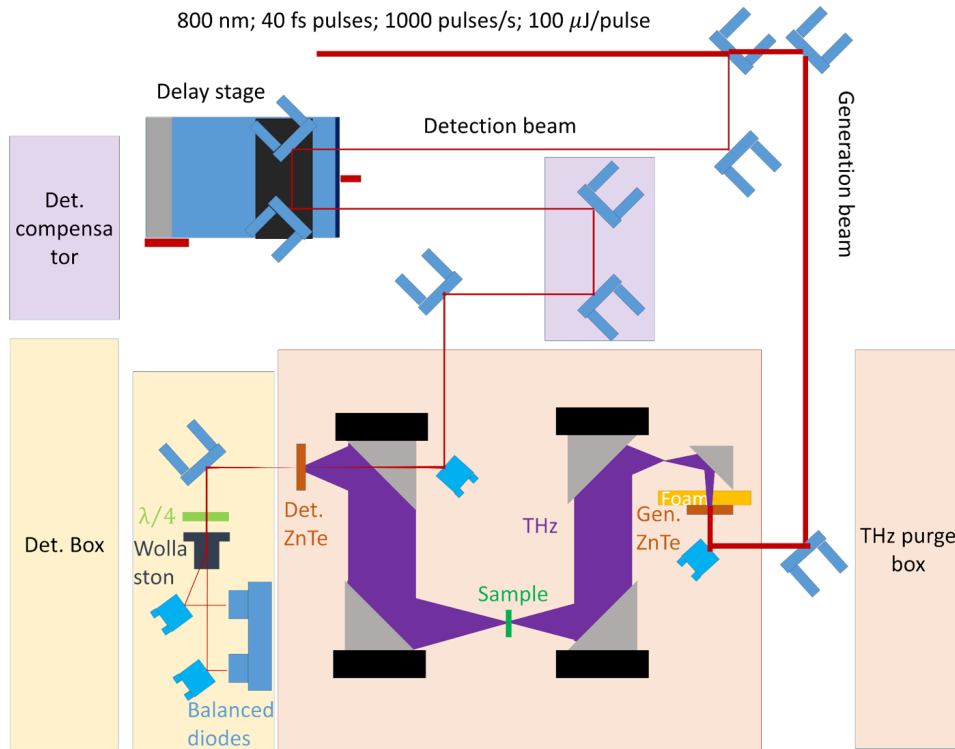 800 nm; 40 fs pulses; 1000 pulses/s; 100 𝜇J/pulse
Delay stage
Detection beam
Generation beam
Det.
compensa
tor
λ/4
Wolla
ston
Det.
ZnTe
THz
Foam
Gen.
ZnTe
Sample
Det. Box
THz purge
box
Balanced
diodes